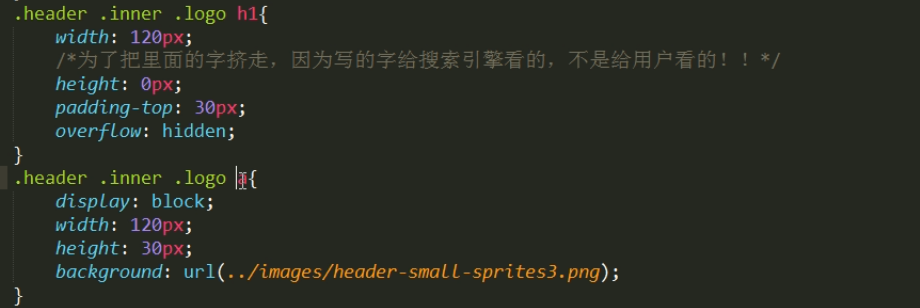 .header .inner .logo h1{
width: 120px;
/*为了把里面的字挤走，因为写的字给搜索引擎看的，不是给用户看的！！*/
height: 0px;
padding-top: 30px;
overflow: hidden;
}
.header .inner .logo a{
display: block;
width: 120px;
height: 30px;
background: url(../images/header-small-sprites3.png);
}